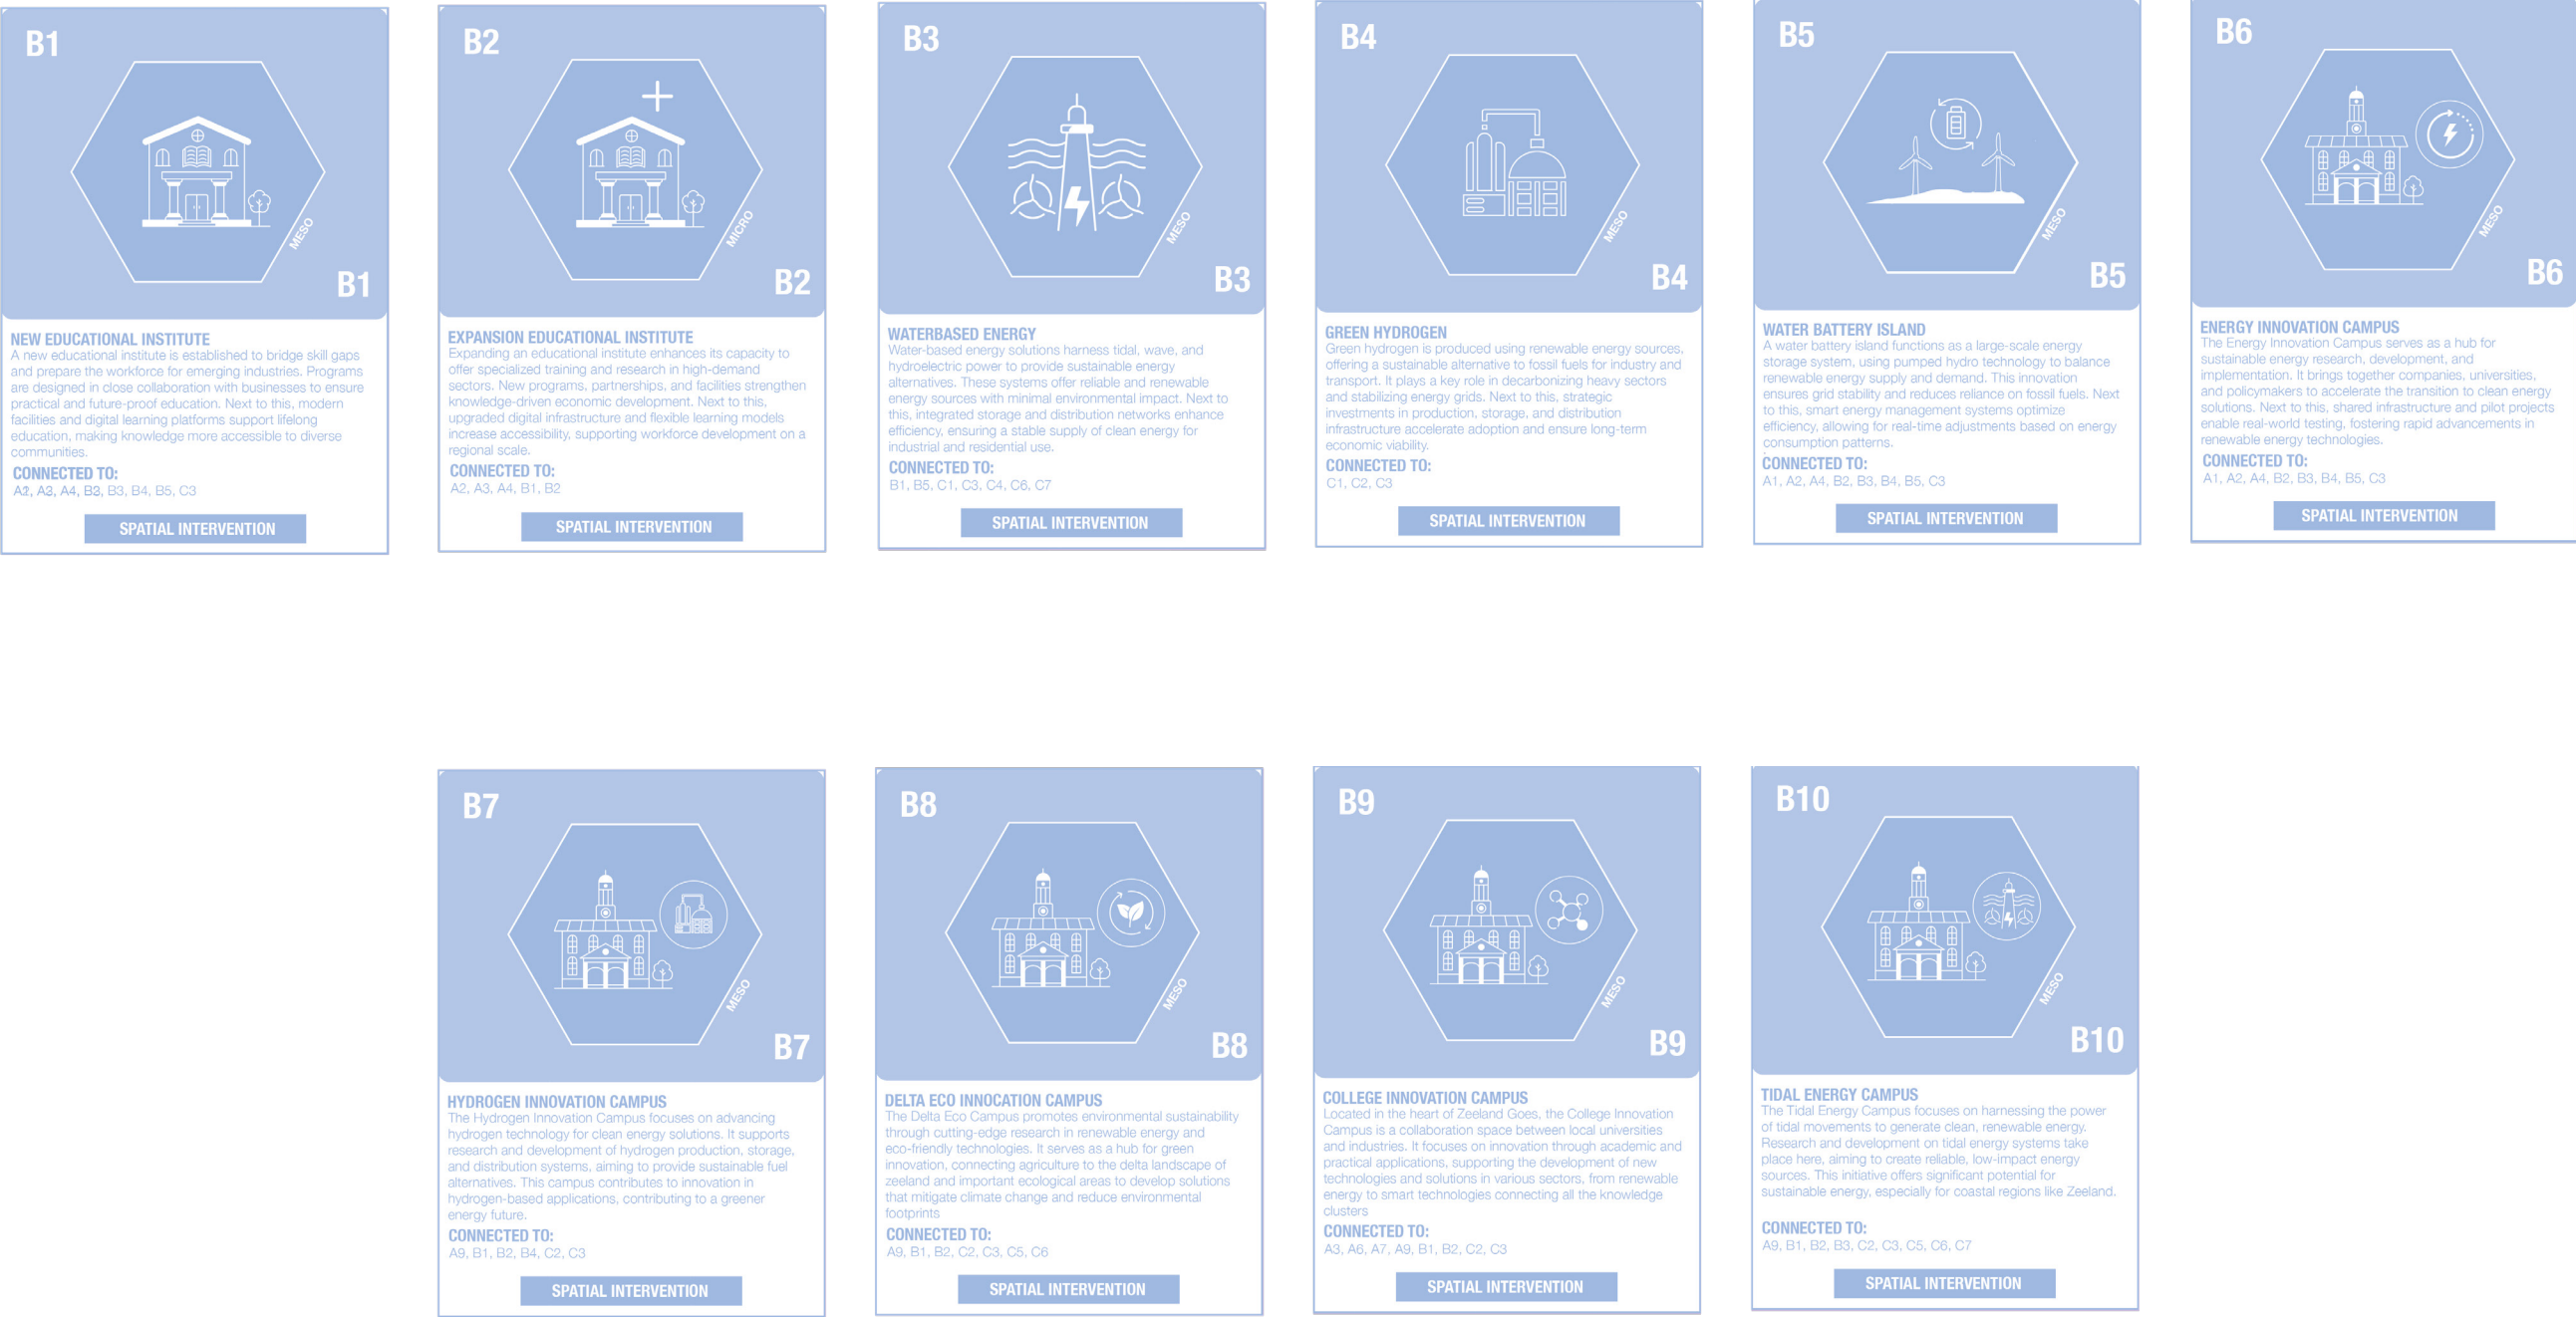 B1
MESO
B1
NEW EDUCATIONAL INSTITUTE
A new educational institute is established to bridge skill gaps
and prepare the workforce for emerging industries. Programs
are designed in close collaboration with businesses to ensure
practical and future-proof education. Next to this, modern
facilities and digital learning platforms support lifelong
education, making knowledge more accessible to diverse
communities.
CONNECTED TO:
A4, B3, B4, B5, C3
SPATIAL INTERVENTION
B2
MICRO
B2
EXPANSION EDUCATIONAL INSTITUTE
Expanding an educational institute enhances its capacity to
offer specialized training and research in high-demand
sectors. New programs, partnerships, and facilities strengthen
knowledge-driven economic development. Next to this,
upgraded digital infrastructure and flexible learning models
increase accessibility, supporting workforce development on a
regional scale.
CONNECTED TO:
A2, A3, A4, B1, B2
SPATIAL INTERVENTION
B3
MESO
B3
WATERBASED ENERGY
Water-based energy solutions harness tidal, wave, and
hydroelectric power to provide sustainable energy
alternatives. These systems offer reliable and renewable
energy sources with minimal environmental impact. Next to
this, integrated storage and distribution networks enhance
efficiency, ensuring a stable supply of clean energy for
industrial and residential use.
CONNECTED TO:
B1, B5, C1, C3, C4, C6, C7
SPATIAL INTERVENTION
B4
MESO
B4
GREEN HYDROGEN
Green hydrogen is produced using renewable energy sources,
offering a sustainable alternative to fossil fuels for industry and
transport. It plays a key role in decarbonizing heavy sectors
and stabilizing energy grids. Next to this, strategic
investments in production, storage, and distribution
infrastructure accelerate adoption and ensure long-term
economic viability.
CONNECTED TO:
C1, C2, C3
SPATIAL INTERVENTION
B5
MESO
B5
WATER BATTERY ISLAND
A water battery island functions as a large-scale energy
storage system, using pumped hydro technology to balance
renewable energy supply and demand. This innovation
ensures grid stability and reduces reliance on fossil fuels. Next
to this, smart energy management systems optimize
efficiency, allowing for real-time adjustments based on energy
consumption patterns.
CONNECTED TO:
A1, A2, A4, B2, B3, B4, B5, C3
SPATIAL INTERVENTION
B6
MESO
B6
ENERGY INNOVATION CAMPUS
The Energy Innovation Campus serves as a hub for
sustainable energy research, development, and
implementation. It brings together companies, universities,
and policymakers to accelerate the transition to clean energy
solutions. Next to this, shared infrastructure and pilot projects
enable real-world testing, fostering rapid advancements in
renewable energy technologies.
CONNECTED TO:
A1, A2, A4, B2, B3, B4, B5, C3
SPATIAL INTERVENTION
B7
MESO
B7
HYDROGEN INNOVATION CAMPUS
The Hydrogen Innovation Campus focuses on advancing
hydrogen technology for clean energy solutions. It supports
research and development of hydrogen production, storage,
and distribution systems, aiming to provide sustainable fuel
alternatives. This campus contributes to innovation in
hydrogen-based applications, contributing to a greener
energy future.
CONNECTED TO:
A9, B1, B2, B4, C2, C3
SPATIAL INTERVENTION
B8
MESO
B8
DELTA ECO INNOCATION CAMPUS
The Delta Eco Campus promotes environmental sustainability
through cutting-edge research in renewable energy and
eco-friendly technologies. It serves as a hub for green
innovation, connecting agriculture to the delta landscape of
zeeland and important ecological areas to develop solutions
that mitigate climate change and reduce environmental
footprints
CONNECTED TO:
A9, B1, B2, C2, C3, C5, C6
SPATIAL INTERVENTION
B9
MESO
B9
COLLEGE INNOVATION CAMPUS
Located in the heart of Zeeland Goes, the College Innovation
Campus is a collaboration space between local universities
and industries. It focuses on innovation through academic and
practical applications, supporting the development of new
technologies and solutions in various sectors, from renewable
energy to smart technologies connecting all the knowledge
clusters
CONNECTED TO:
A3, A6, A7, A9, B1, B2, C2, C3
SPATIAL INTERVENTION
B10
MESO
B10
TIDAL ENERGY CAMPUS
The Tidal Energy Campus focuses on harnessing the power
of tidal movements to generate clean, renewable energy.
Research and development on tidal energy systems take
place here, aiming to create reliable, low-impact energy
sources. This initiative offers significant potential for
sustainable energy, especially for coastal regions like Zeeland.
CONNECTED TO:
A9, B1, B2, B3, C2, C3, C5, C6, C7
SPATIAL INTERVENTION